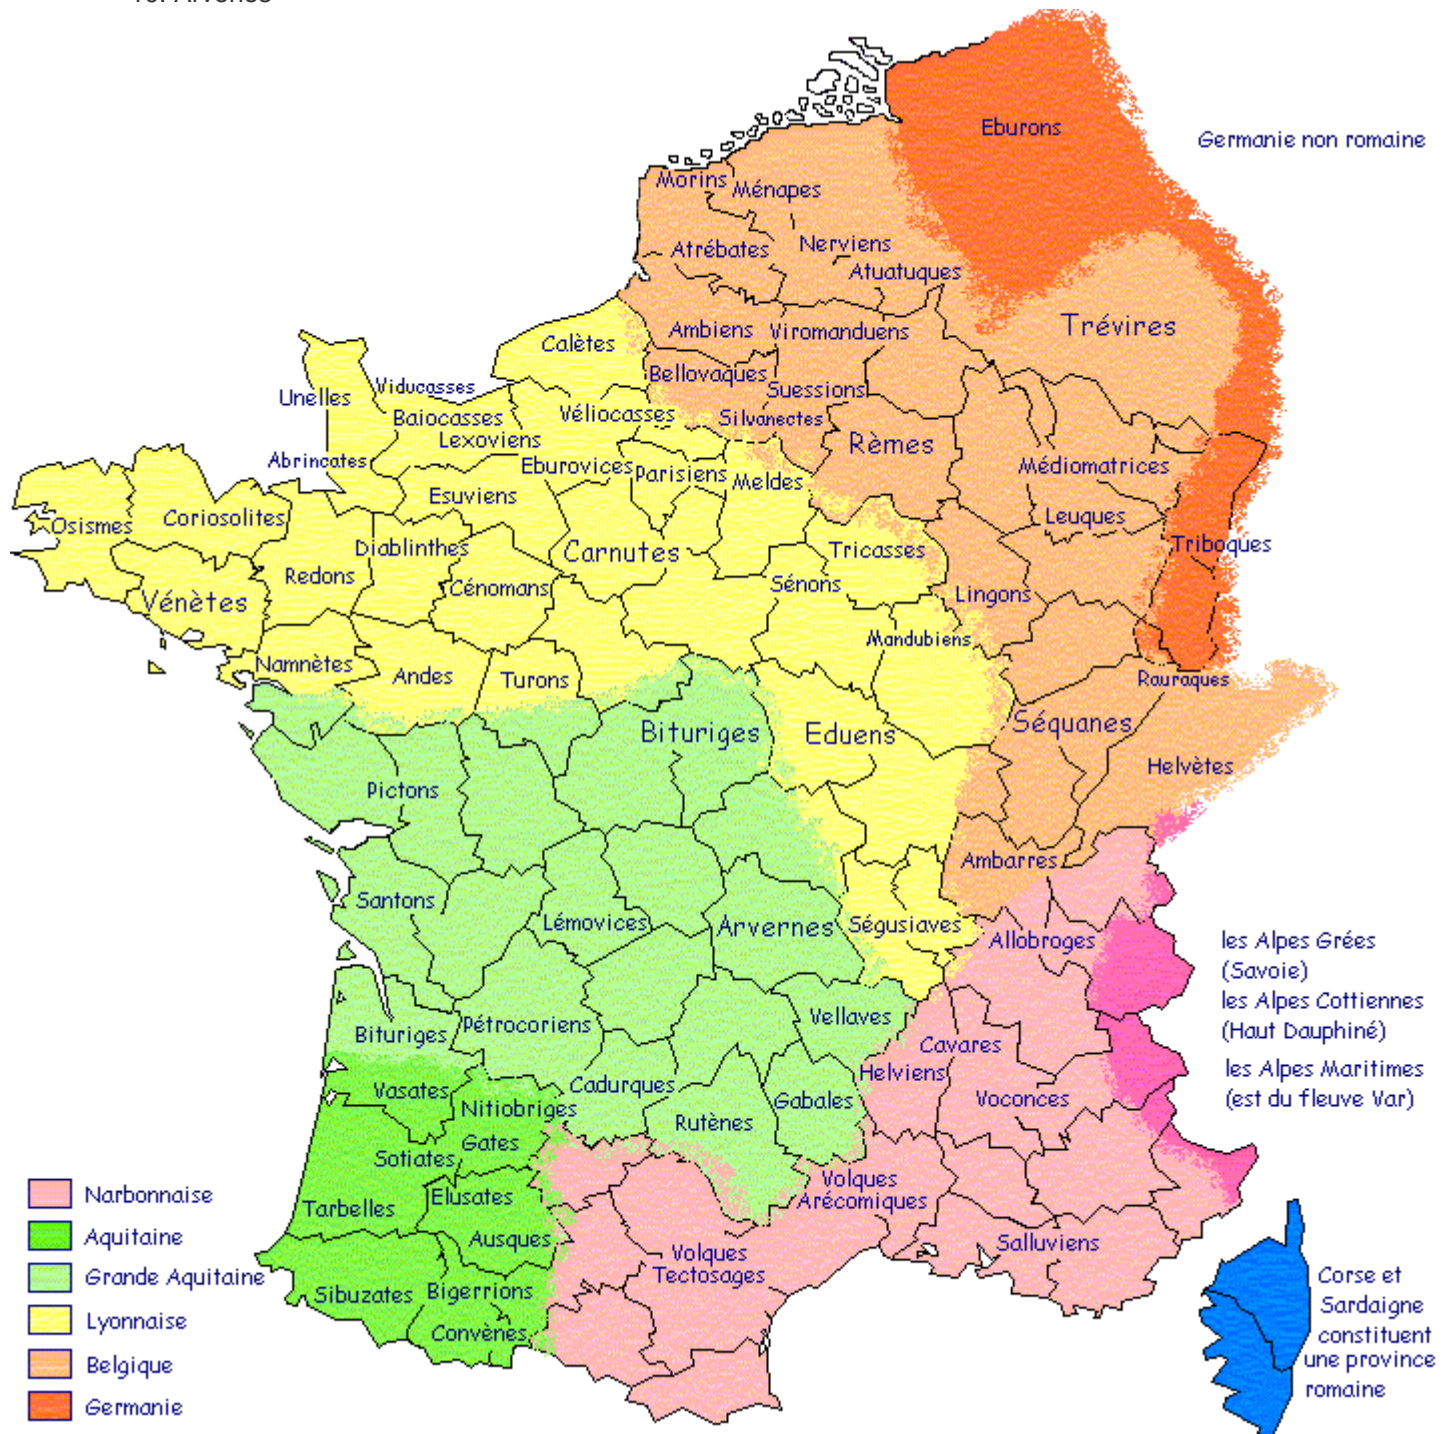 Eburons
Germanie non romaine
Morins
Ménapes
Atrébates
Nerviens
Atuatuques
Ambiens
Viromanduens
Trévires
Calètes
Bellovaques
Suessions
Unelles
Viducasses
Baiocasses
Véliocasses
Silvanectes
Lexoviens
Rèmes
Abrincates
Eburovices
Parisiens
Meldes
Médiomatrices
Esuviens
Osismes
Coriosolites
Leuques
Diablinthes
Carnutes
Tricasses
Triboques
Redons
Cénomans
Sénons
Lingons
Vénètes
Mandubiens
Namnètes
Andes
Turons
Rauraques
Bituriges
Eduens
Séquanes
Helvètes
Pictons
Ambarres
Santons
Lémovices
Arvernes
Ségusiaves
Allobroges
les Alpes Grées
(Savoie)
les Alpes Cottiennes
(Haut Dauphiné)
les Alpes Maritimes
(est du fleuve Var)
Bituriges
Pétrocoriens
Vellaves
Cavares
Helviens
Vasates
Nitiobriges
Cadurques
Rutènes
Gabales
Voconces
Gates
Sotiates
Elusates
Tarbelles
Volques
Arécomiques
Ausques
Volques
Tectosages
Salluviens
Sibuzates
Bigerrions
Convènes
Narbonnaise
Aquitaine
Grande Aquitaine
Lyonnaise
Belgique
Germanie
Corse et
Sardaigne
constituent
une province
romaine